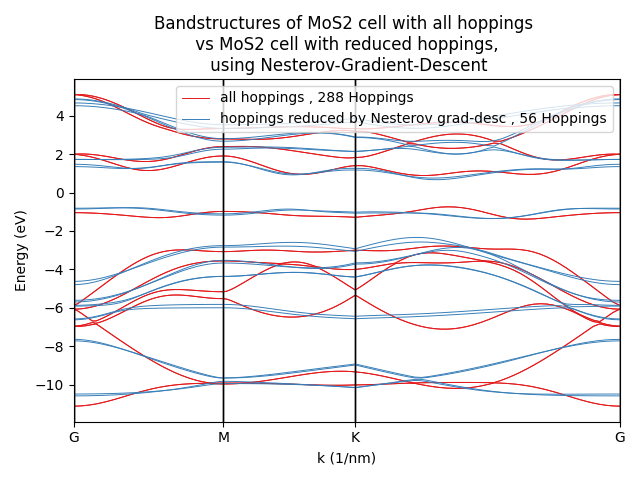 Bandstructures of MoS2 cell with all hoppings
vs MoS2 cell with reduced hoppings,
using Nesterov-Gradient-Descent
all hoppings , 288 Hoppings
hoppings reduced by Nesterov grad-desc , 56 Hoppings
Energy (eV)
4
2
0
−2
−4
−6
−8
−10
G M K G
k (1/nm)